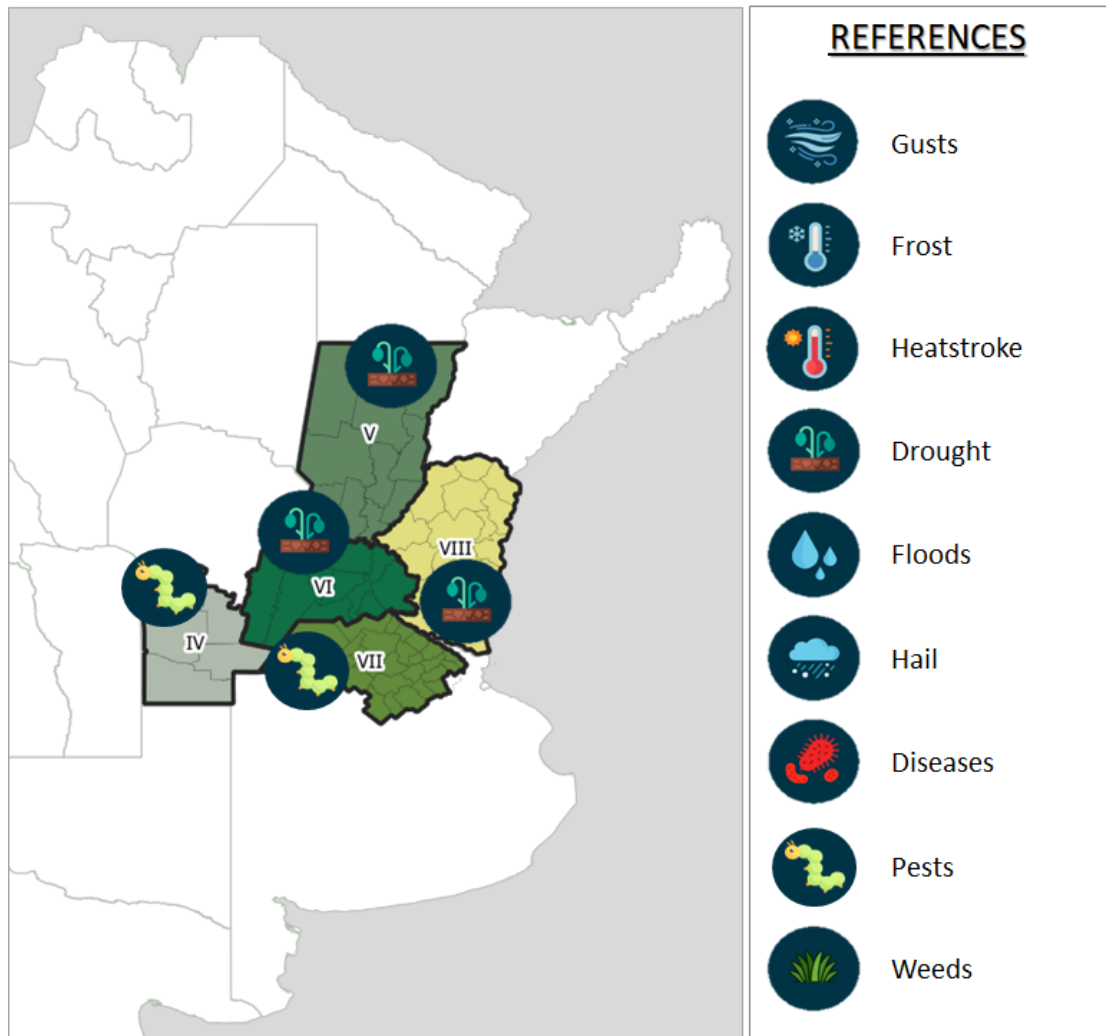 REFERENCES
Gusts
Frost
Heatstroke
Drought
Floods
Hail
Diseases
Pests
Weeds
V
VIII
VI
IV
VII